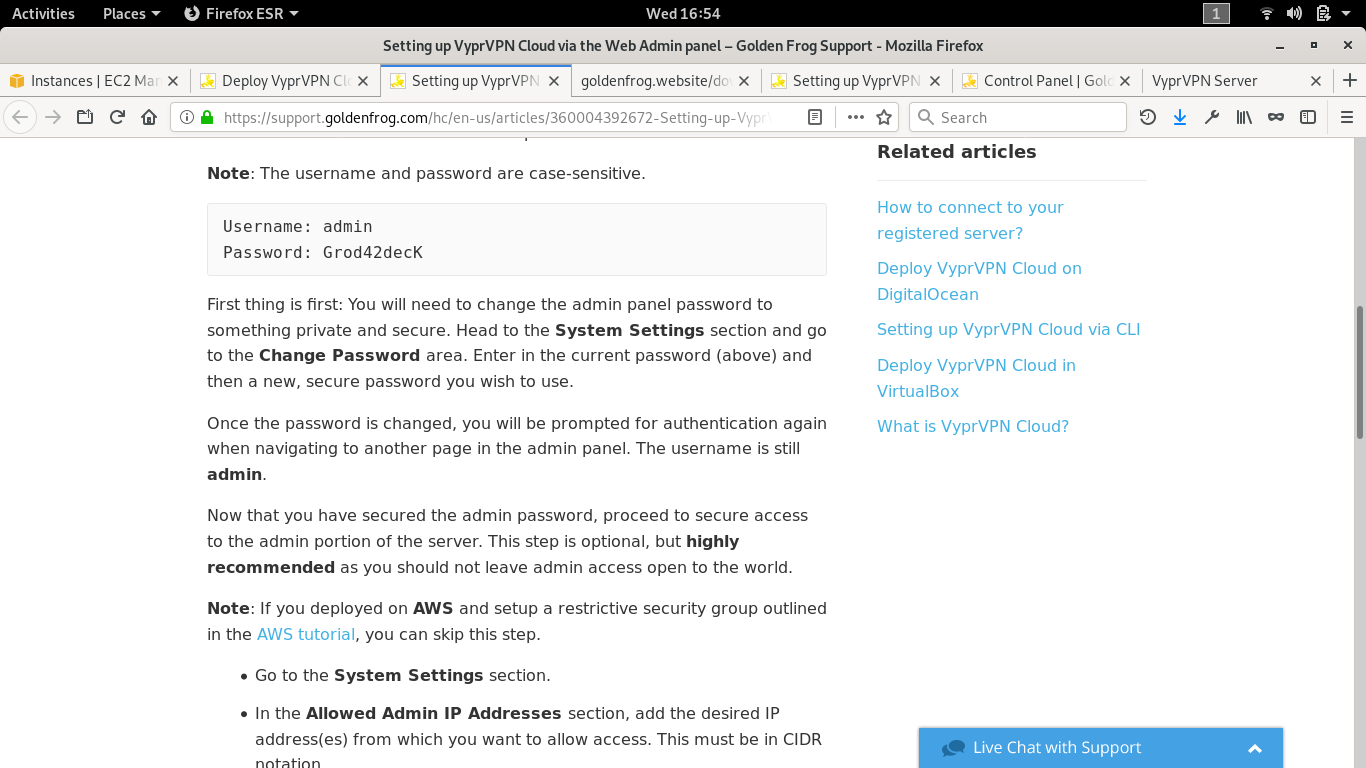 Activities Places Firefox ESR Wed 16:54 1
Setting up VyprVPN Cloud via the Web Admin panel – Golden Frog Support - Mozilla Firefox
Instances | EC2 Man Deploy VyprVPN Clo Setting up VyprVPN goldenfrog.website/do Setting up VyprVPN Control Panel | Gold VyprVPN Server
https://support.goldenfrog.com/hc/en-us/articles/360004392672-Setting-up-VyprV Search
Note: The username and password are case-sensitive.
Username: admin
Password: Grod42decK
First thing is first: You will need to change the admin panel password to
something private and secure. Head to the System Settings section and go
to the Change Password area. Enter in the current password (above) and
then a new, secure password you wish to use.
Once the password is changed, you will be prompted for authentication again
when navigating to another page in the admin panel. The username is still
admin.
Now that you have secured the admin password, proceed to secure access
to the admin portion of the server. This step is optional, but highly
recommended as you should not leave admin access open to the world.
Note: If you deployed on AWS and setup a restrictive security group outlined
in the AWS tutorial, you can skip this step.
• Go to the System Settings section.
• In the Allowed Admin IP Addresses section, add the desired IP
address(es) from which you want to allow access. This must be in CIDR
notation
Related articles
How to connect to your
registered server?
Deploy VyprVPN Cloud on
DigitalOcean
Setting up VyprVPN Cloud via CLI
Deploy VyprVPN Cloud in
VirtualBox
What is VyprVPN Cloud?
Live Chat with Support